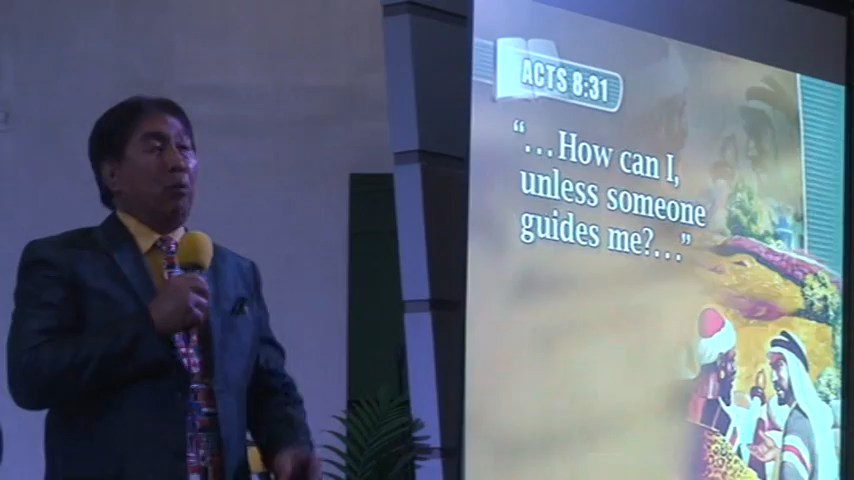 ACTS 8:31
“...How can I,
unless someone
guides me?...”